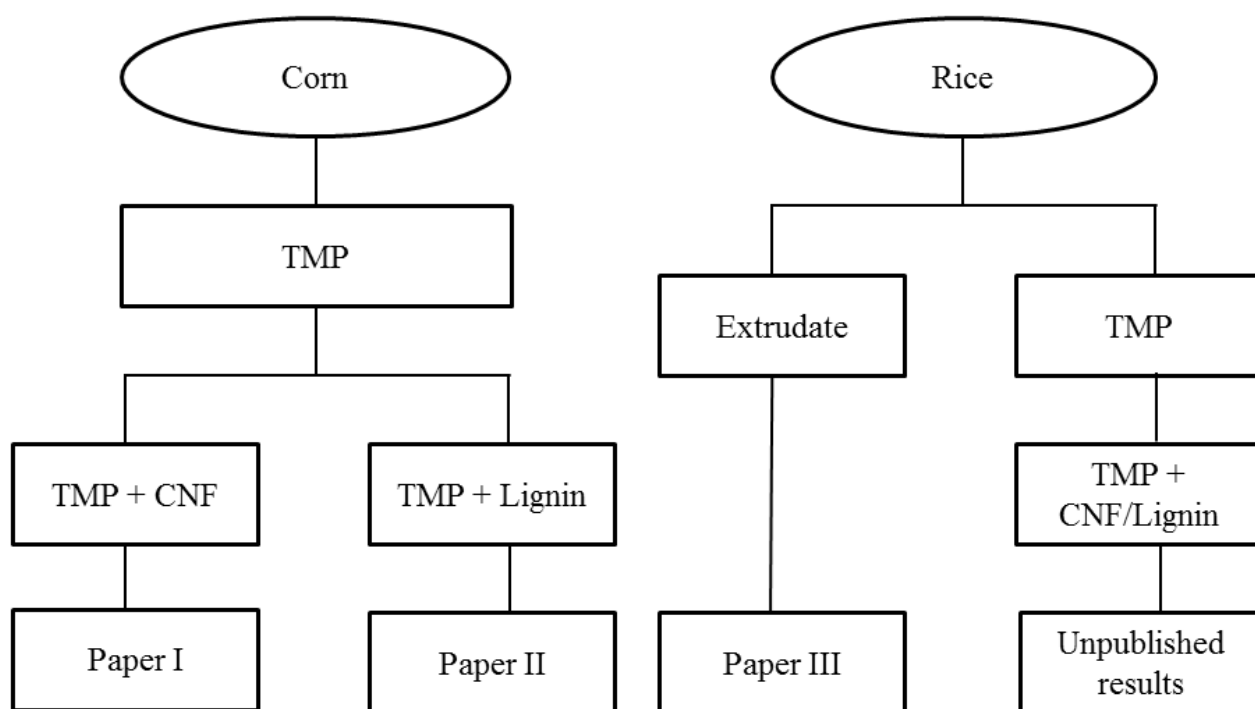 Corn
Rice
TMP
Extrudate
TMP
TMP + CNF
TMP + Lignin
TMP +
CNF/Lignin
Paper I
Paper II
Paper III
Unpublished
results